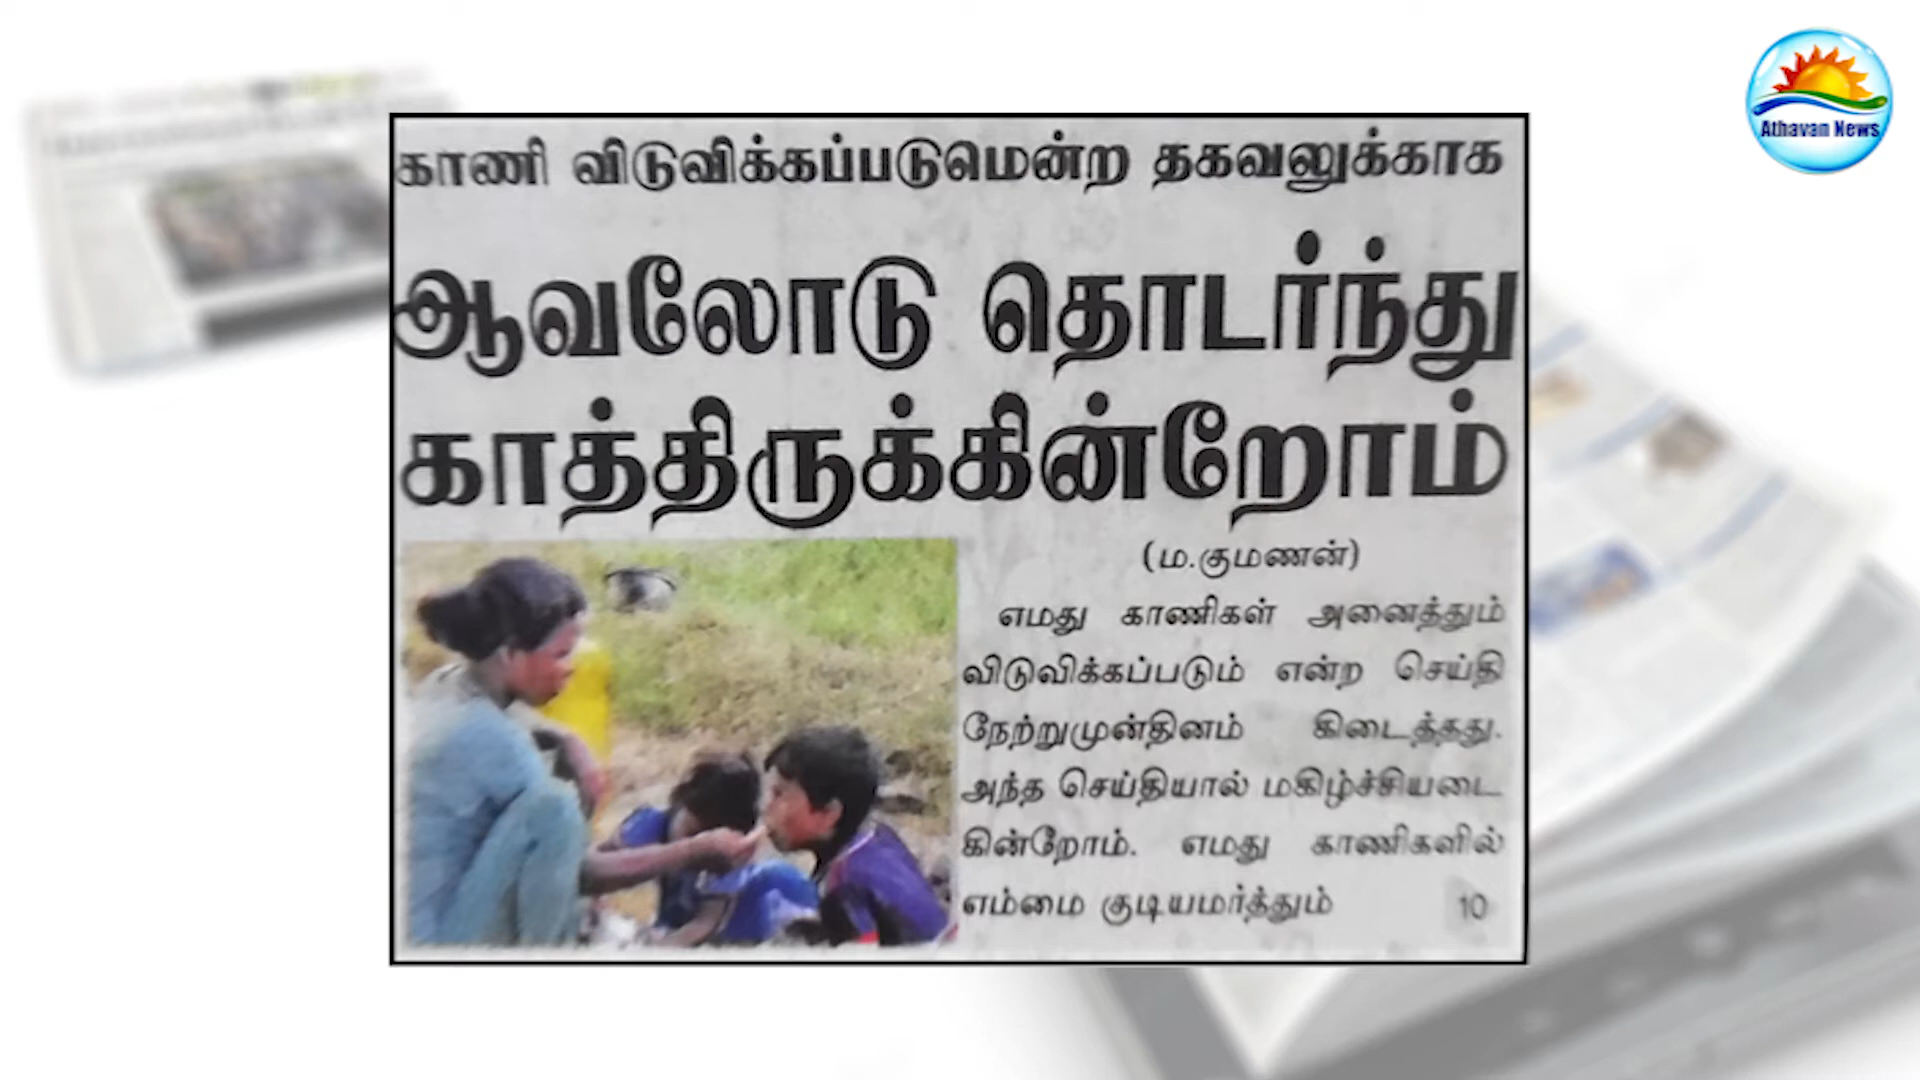 Athavan News
காணி விடுவிக்கப்படுமென்ற தகவலுக்காக
ஆவலோடு தொடர்ந்து
காத்திருக்கின்றோம்
(ம.குமணன்)
எமது காணிகள் அனைத்தும்
விடுவிக்கப்படும் என்ற செய்தி
நேற்றுமுன்தினம் கிடைத்தது.
அந்த செய்தியால் மகிழ்ச்சியடை
கின்றோம். எமது காணிகளில்
எம்மை குடியமர்த்தும் 10